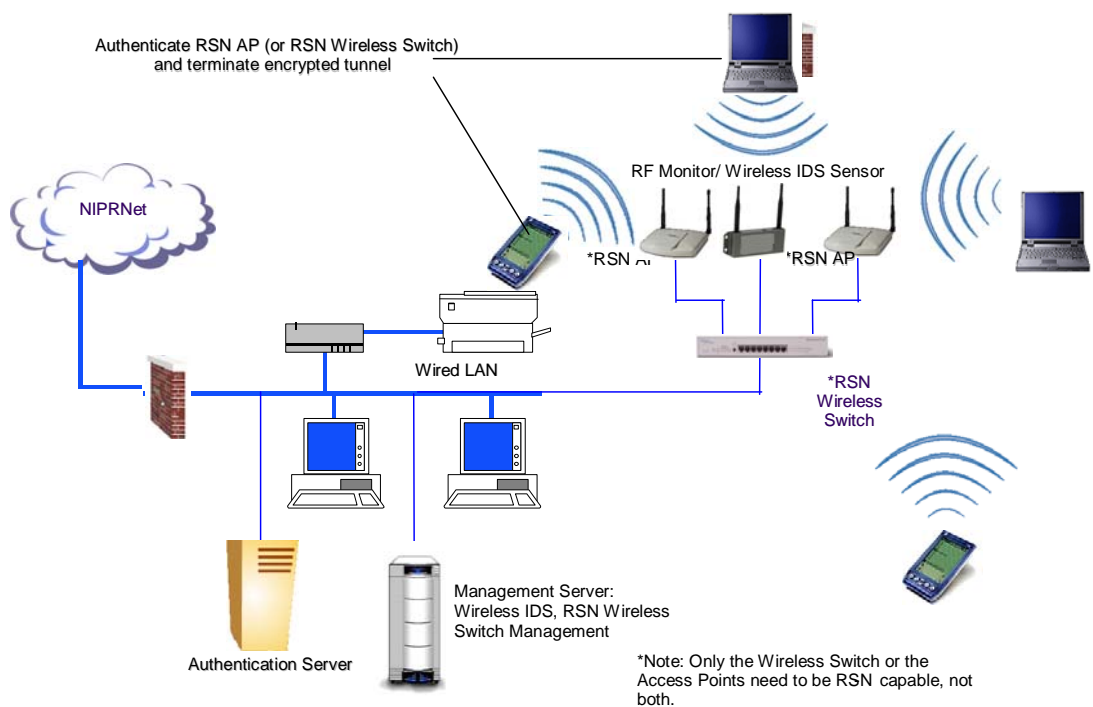 Authenticate RSN AP (or RSN Wireless Switch)
and terminate encrypted tunnel
RF Monitor/ Wireless IDS Sensor
NIPRNet
*RSN
*RSN AP
Wired LAN
*RSN
Wireless
Switch
Management Server:
Wireless IDS, RSN Wireless
Switch Management
Authentication Server
*Note: Only the Wireless Switch or the
Access Points need to be RSN capable, not
both.